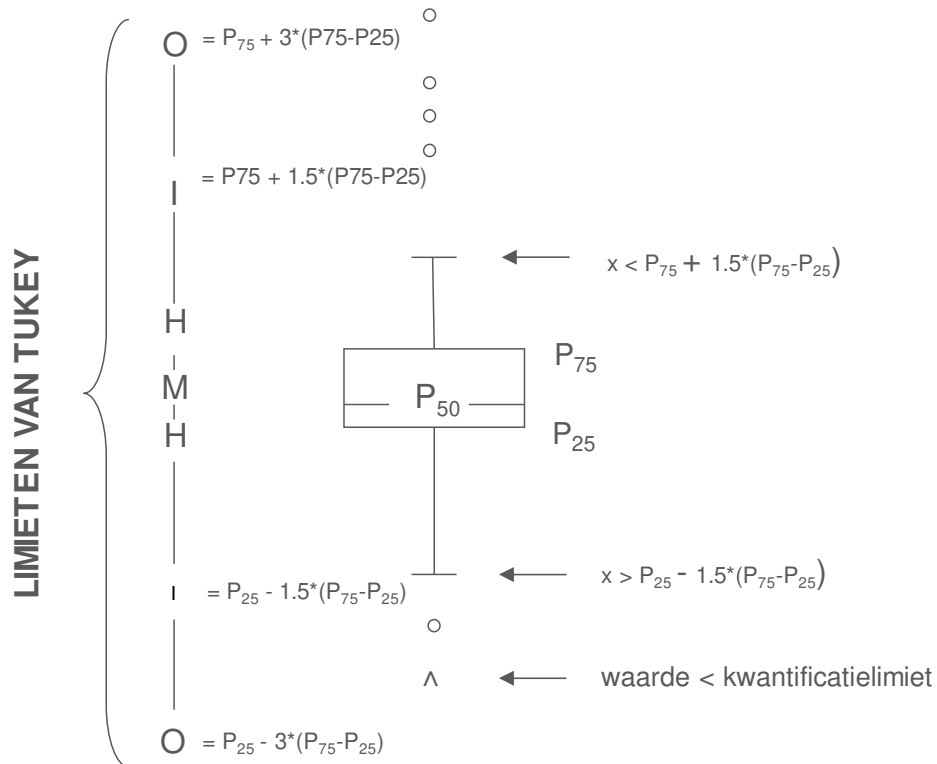 LIMIETEN VAN TUKEY
O = P₇₅ + 3*(P75-P25)
I = P75 + 1.5*(P75-P25)
H
M
H
I = P₂₅ - 1.5*(P₇₅-P₂₅)
O = P₂₅ - 3*(P₇₅-P₂₅)
x < P₇₅ + 1.5*(P₇₅-P₂₅)
P₇₅
P₅₀
P₂₅
x > P₂₅ - 1.5*(P₇₅-P₂₅)
^ waarde < kwantificatielimiet